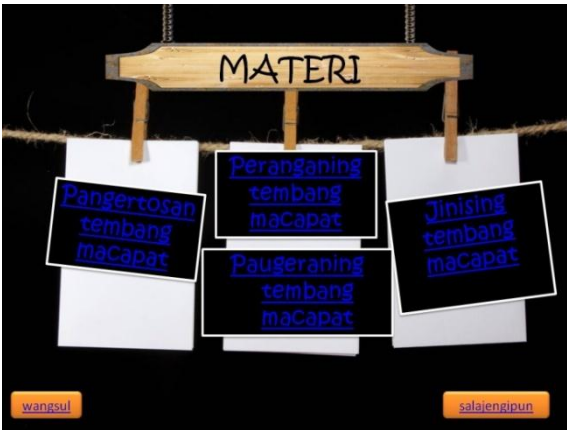 MATERI
Pangertosan
tembang
macapat
Peranganing
tembang
macapat
Paugeraning
tembang
macapat
Jinising
tembang
macapat
wangsul
salajengipun